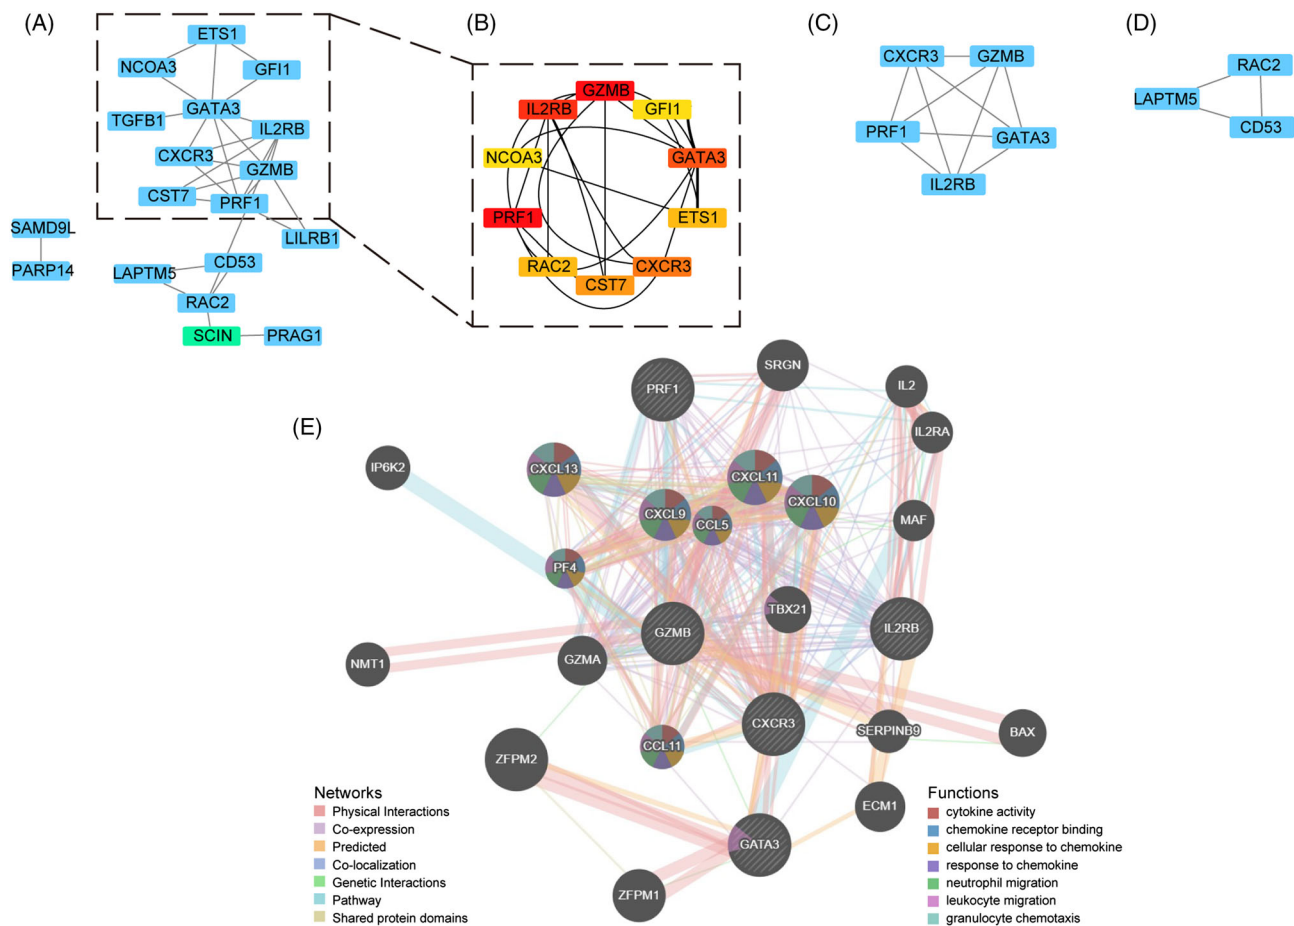 (A)
ETS1
NCOA3
GFI1
GATA3
TGFB1
IL2RB
CXCR3
GZMB
CST7
PRF1
LILRB1
SAMD9L
PARP14
CD53
LAPTM5
RAC2
SCIN
PRAG1
(B)
GZMB
IL2RB
GFI1
NCOA3
GATA3
PRF1
ETS1
RAC2
CXCR3
CST7
(C)
CXCR3
GZMB
PRF1
GATA3
IL2RB
(D)
RAC2
LAPTM5
CD53
(E)
SRGN
PRF1
IL2
IL2RA
IP6K2
CXCL13
CXCL11
CXCL10
CXCL9
CCL5
MAF
PF4
TBX21
IL2RB
GZMB
GZMA
NMT1
CXCR3
SERPINB9
BAX
CCL11
ZFPM2
ECM1
GATA3
ZFPM1
Networks
Physical Interactions
Co-expression
Predicted
Co-localization
Genetic Interactions
Pathway
Shared protein domains
Functions
cytokine activity
chemokine receptor binding
cellular response to chemokine
response to chemokine
neutrophil migration
leukocyte migration
granulocyte chemotaxis